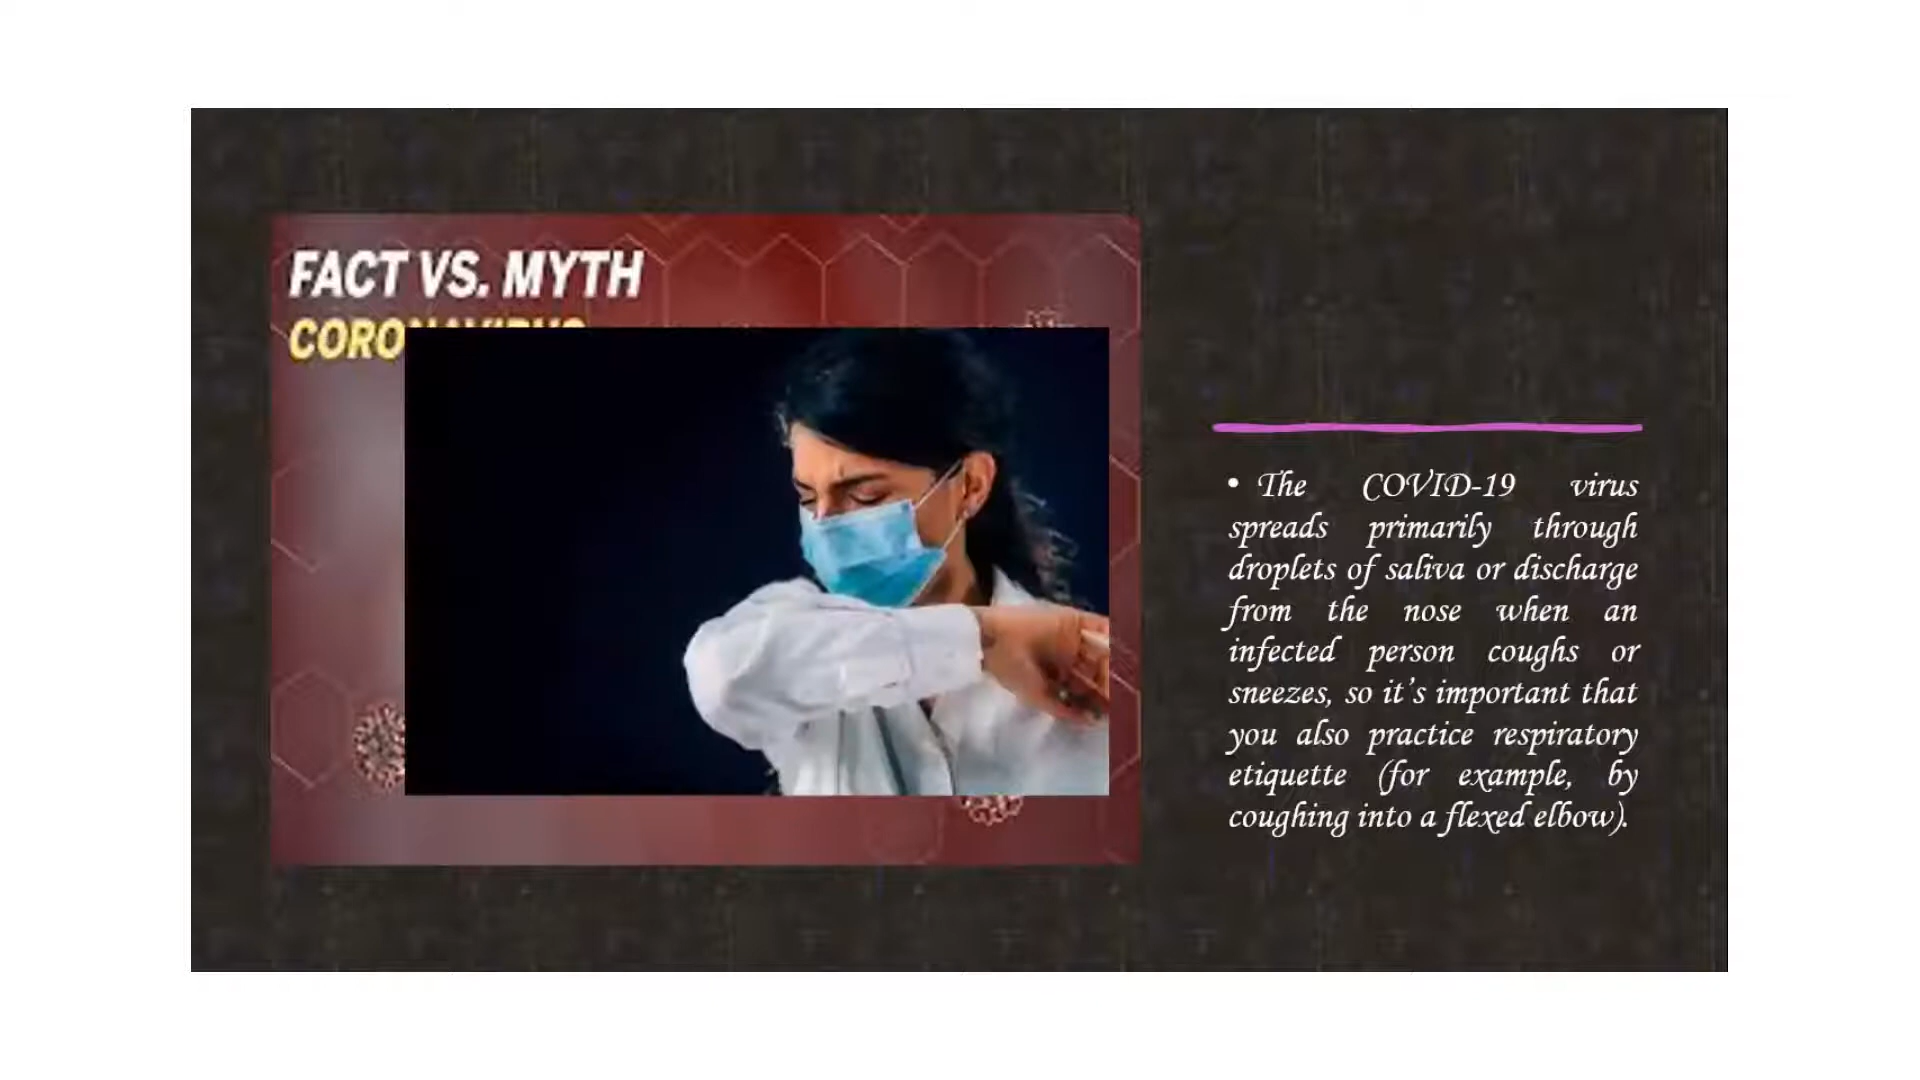 FACT VS. MYTH
• The COVID-19 virus
spreads primarily through
droplets of saliva or discharge
from the nose when an
infected person coughs or
sneezes, so it’s important that
you also practice respiratory
etiquette (for example, by
coughing into a flexed elbow).